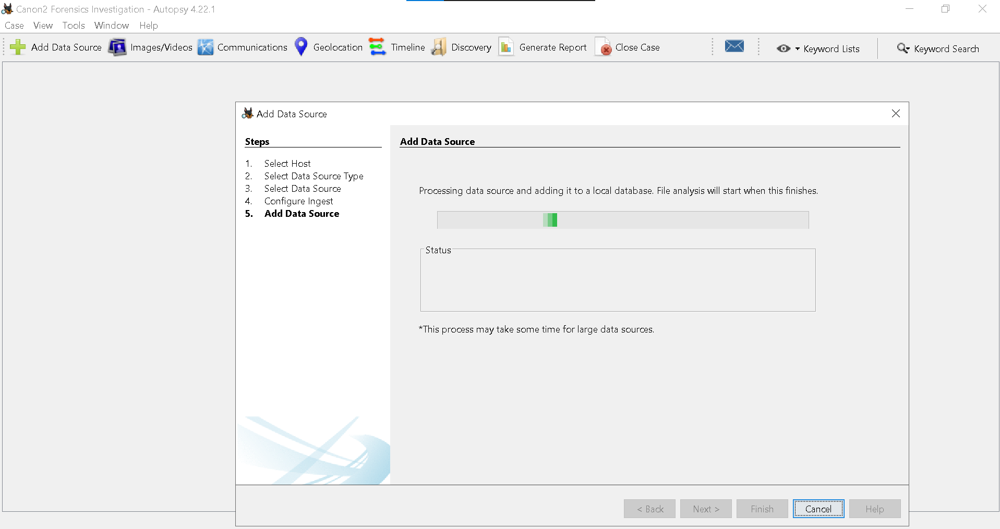 Canon2 Forensics Investigation - Autopsy 4.22.1
Case View Tools Window Help
Add Data Source Images/Videos Communications Geolocation Timeline Discovery Generate Report Close Case Keyword Lists Keyword Search
Add Data Source
Steps
1. Select Host
2. Select Data Source Type
3. Select Data Source
4. Configure Ingest
5. Add Data Source
Add Data Source
Processing data source and adding it to a local database. File analysis will start when this finishes.
Status
*This process may take some time for large data sources.
< Back Next > Finish Cancel Help